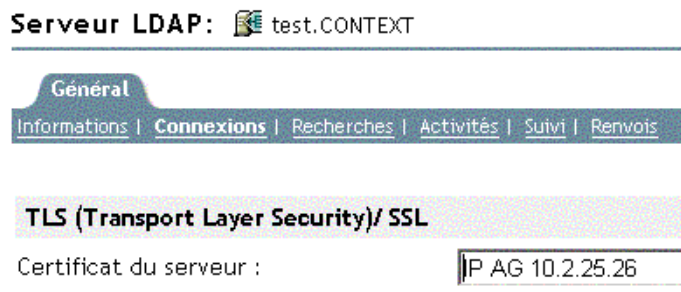 Serveur LDAP: test.CONTEXT
Général
Informations | Connexions | Recherches | Activités | Suivi | Renvois
TLS (Transport Layer Security)/ SSL
Certificat du serveur : IP AG 10.2.25.26